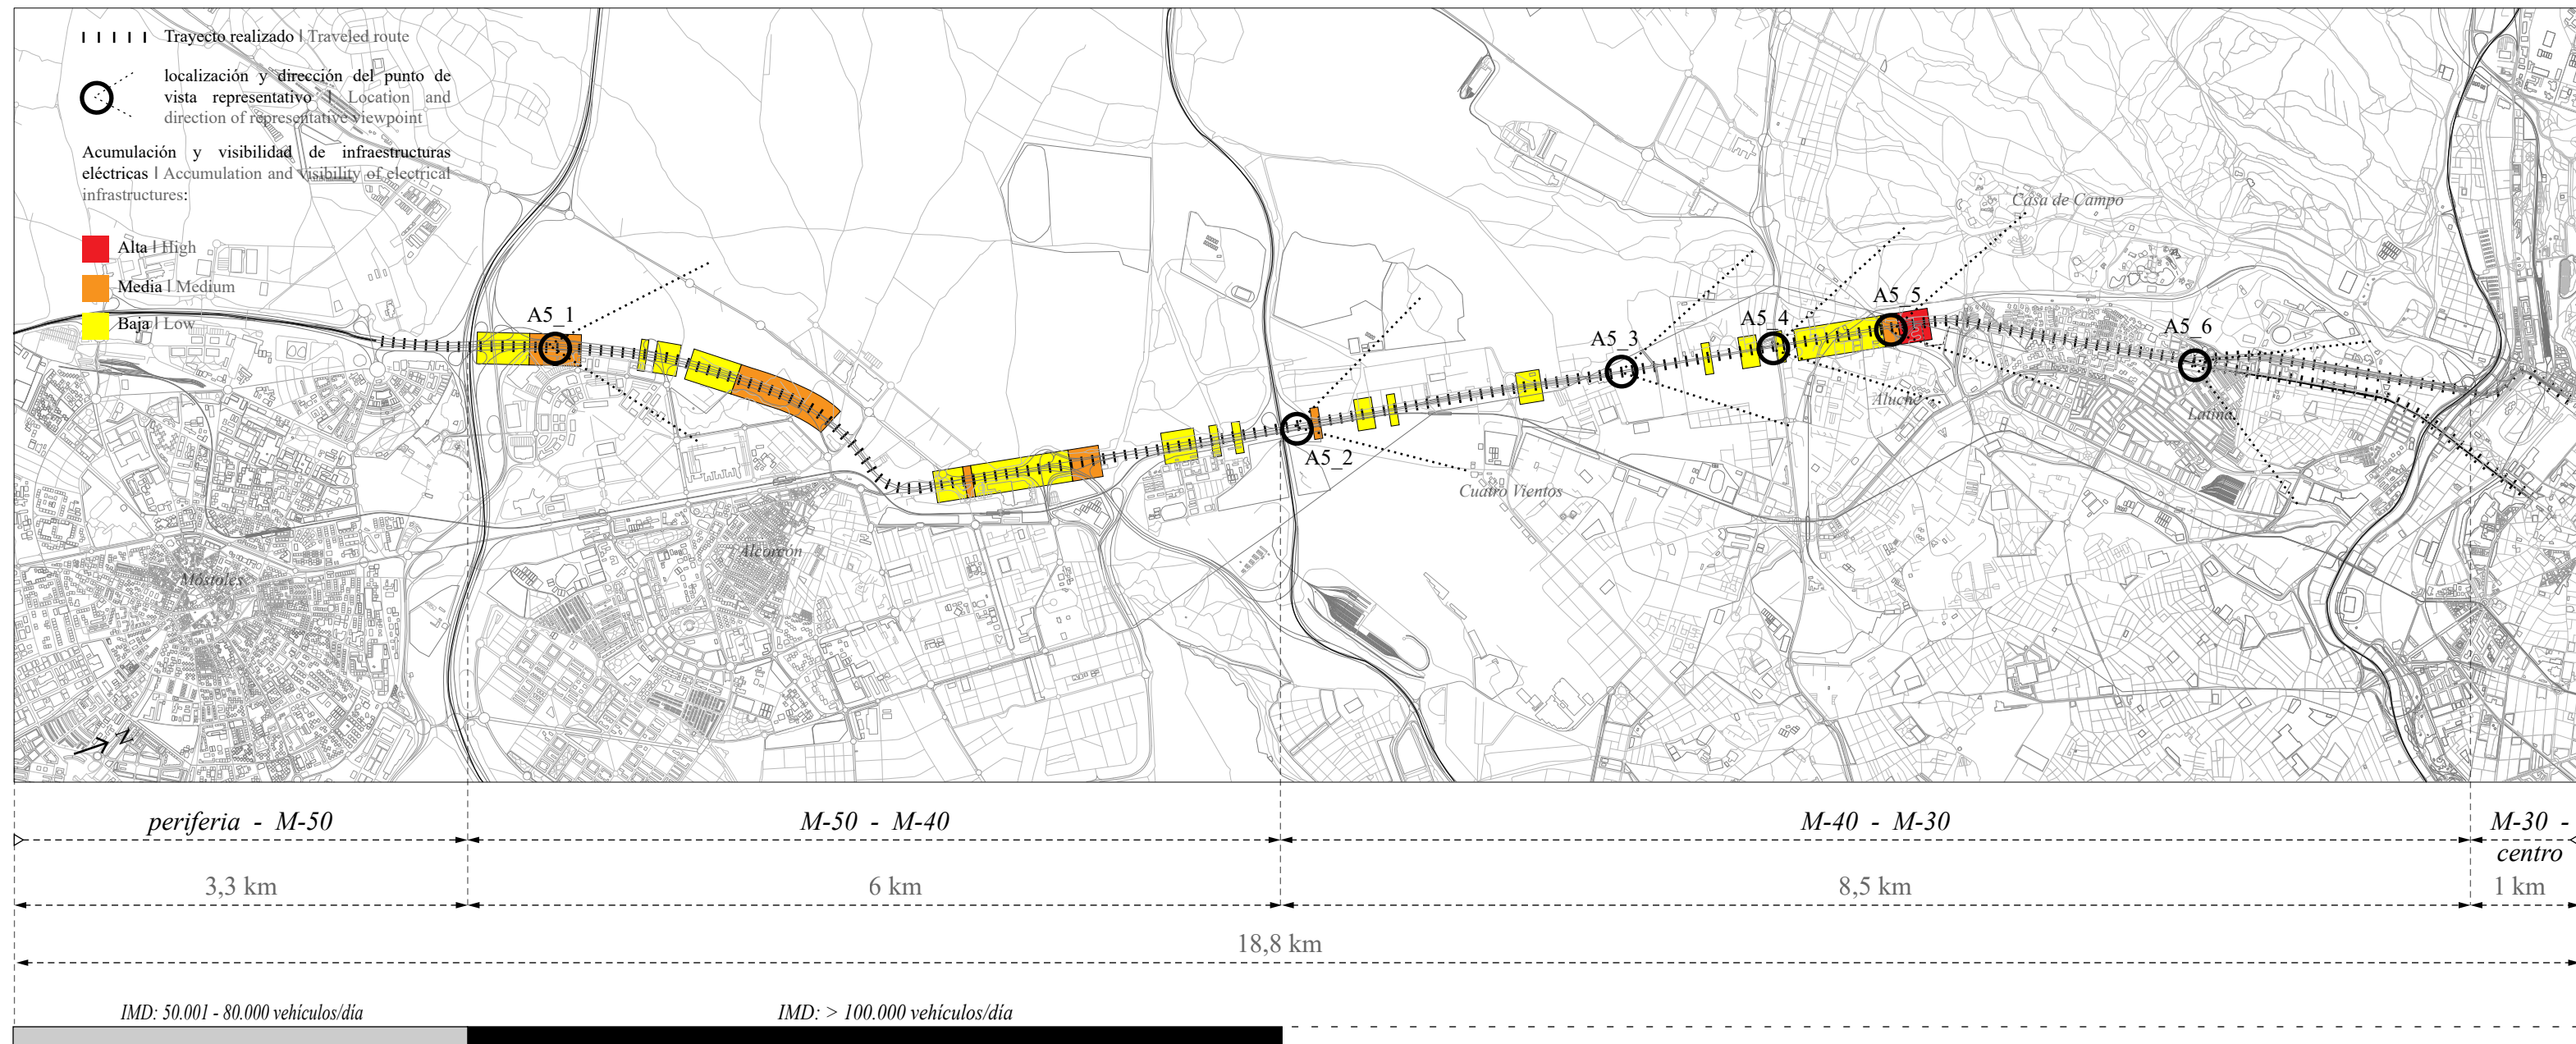 Trayecto realizado | Traveled route
localización y dirección del punto de
vista representativo | Location and
direction of representative viewpoint
Acumulación y visibilidad de infraestructuras
eléctricas | Accumulation and visibility of electrical
infrastructures:
Alta | High
Media | Medium
Baja | Low
Casa de Campo
A5_1
A5_5
A5_4
A5_6
A5_3
Aluche
Latina
A5_2
Cuatro Vientos
Alcorcón
Móstoles
N
periferia - M-50
M-50 - M-40
M-40 - M-30
M-30 -
centro
3,3 km
6 km
8,5 km
1 km
18,8 km
IMD: 50.001 - 80.000 vehículos/día
IMD: > 100.000 vehículos/día